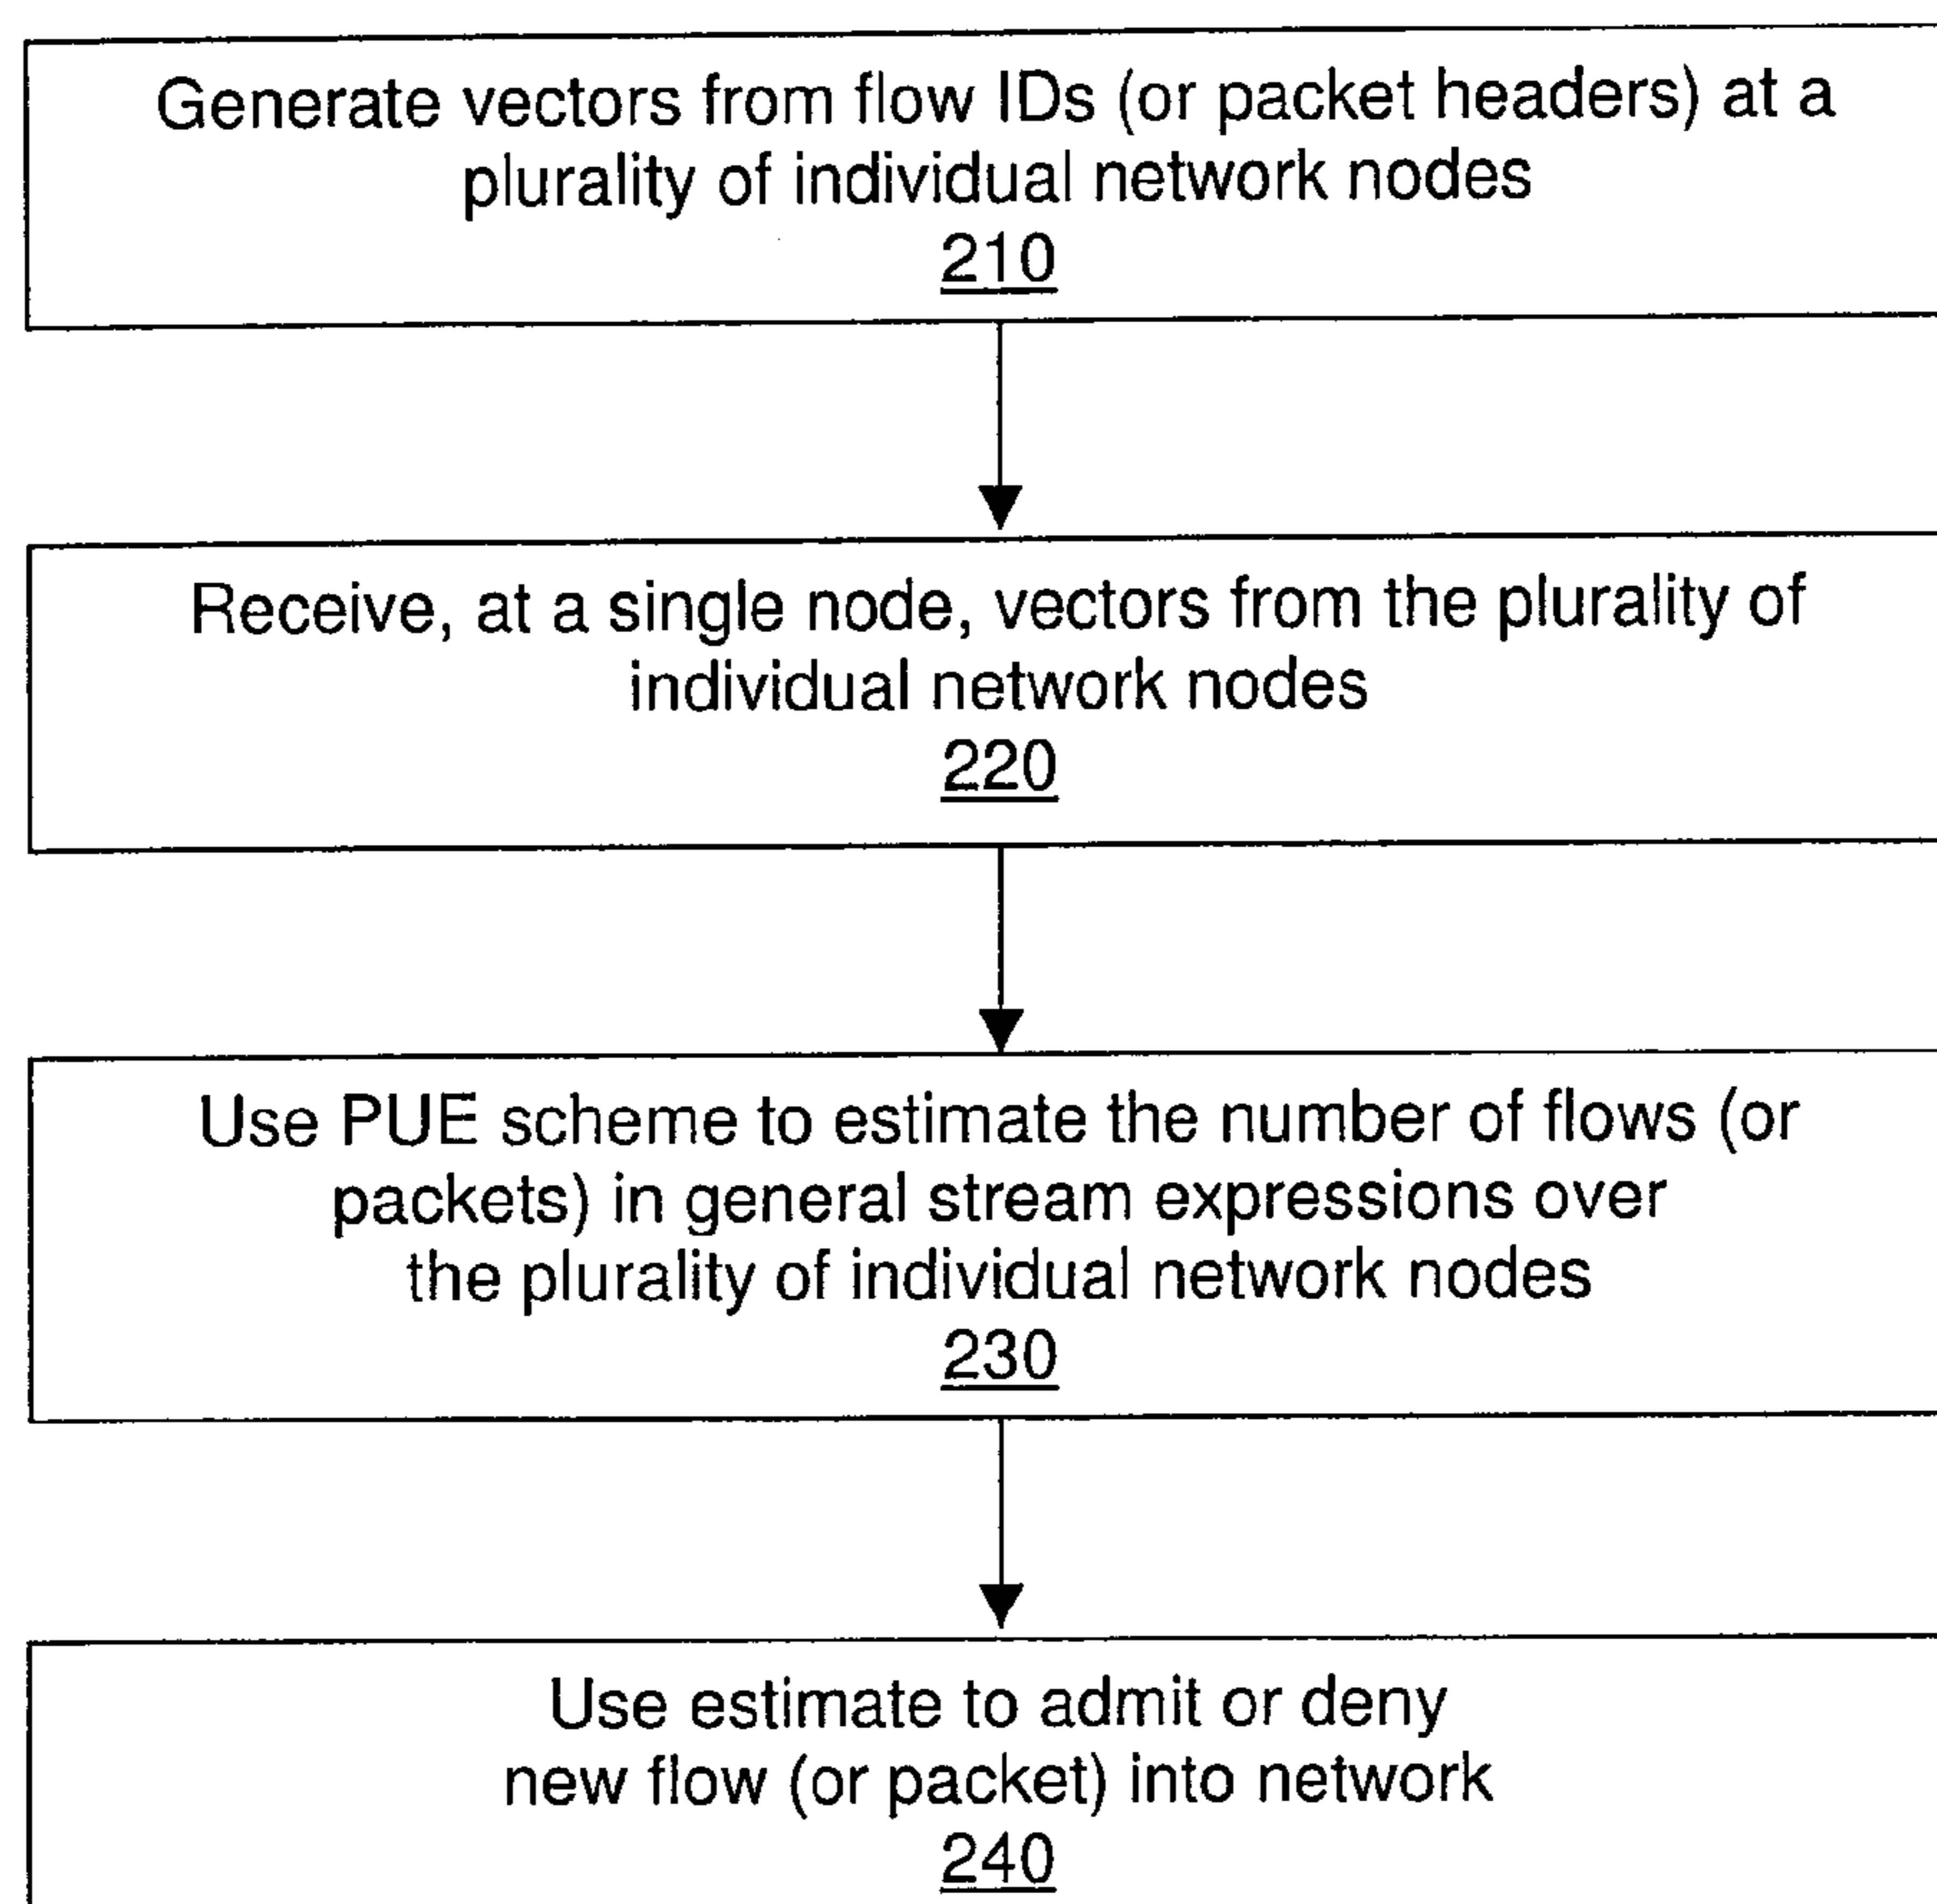 Generate vectors from flow IDs (or packet headers) at a
plurality of individual network nodes
210
Receive, at a single node, vectors from the plurality of
individual network nodes
220
Use PUE scheme to estimate the number of flows (or
packets) in general stream expressions over
the plurality of individual network nodes
230
Use estimate to admit or deny
new flow (or packet) into network
240